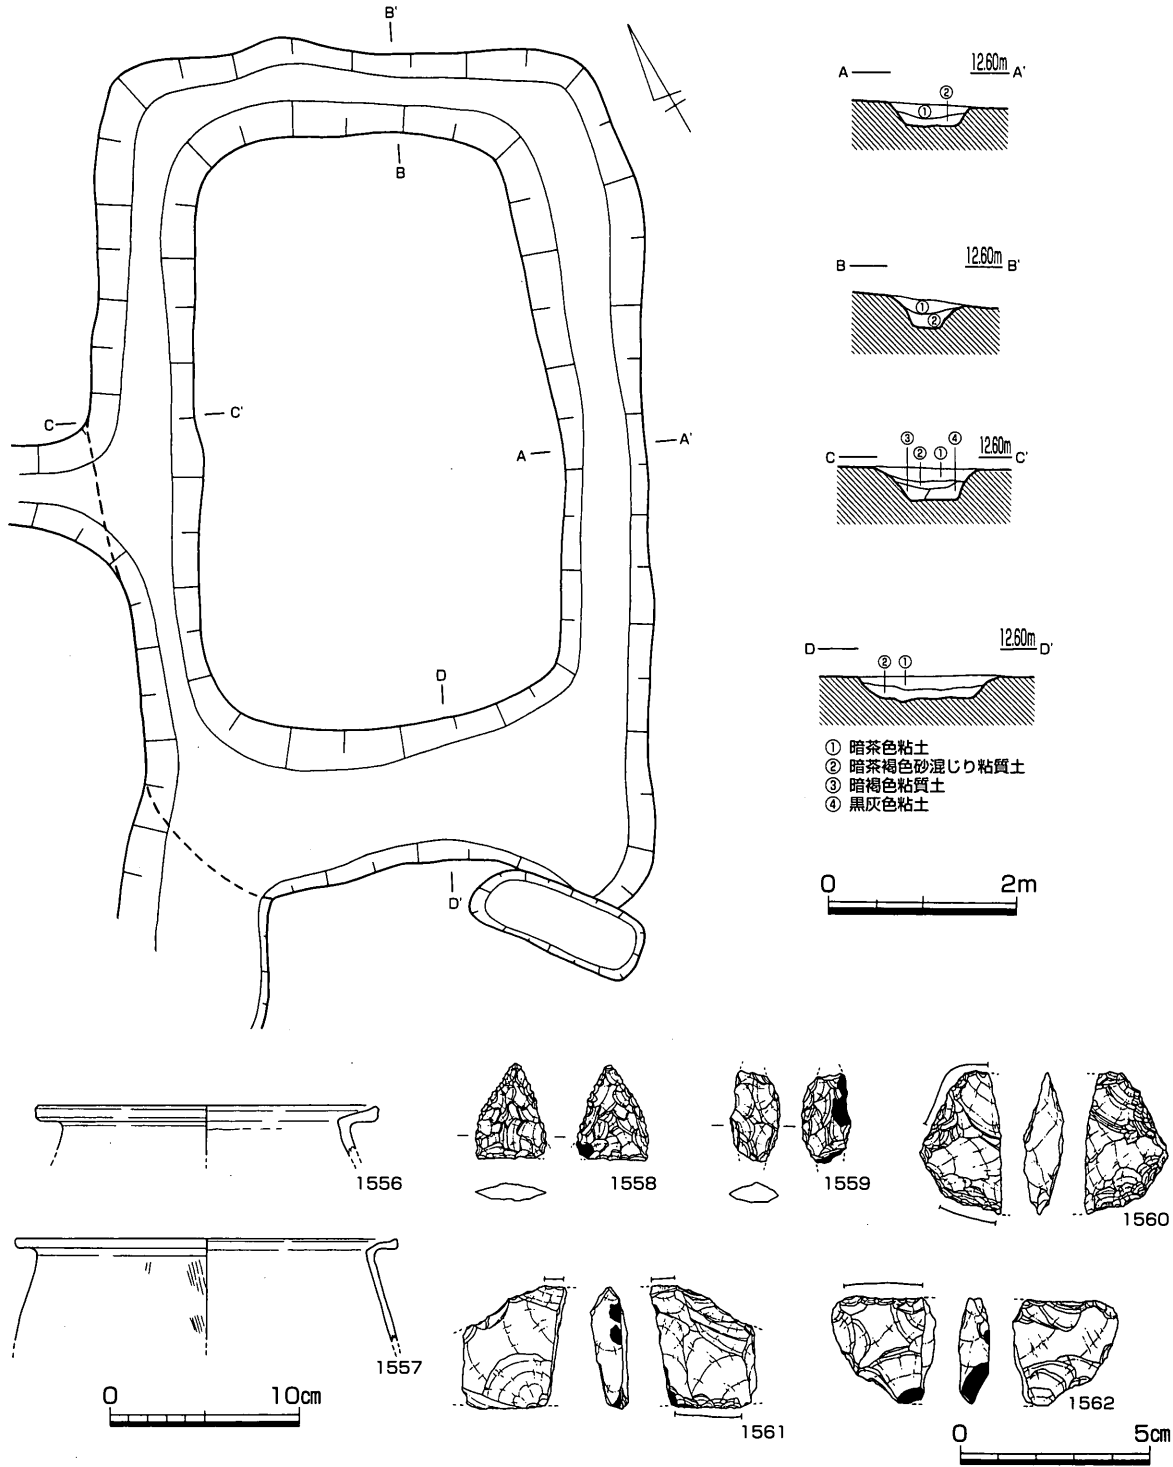 B'
B
C
C'
A
A'
D
D'
A 12.60m A'
②
①
B 12.60m B'
①
②
③ ② ① ④
C 12.60m C'
D 12.60m D'
② ①
① 暗茶色粘土
② 暗茶褐色砂混じり粘質土
③ 暗褐色粘質土
④ 黒灰色粘土
0 2m
1556
1557
0 10cm
1558
1559
1560
1561
1562
0 5cm